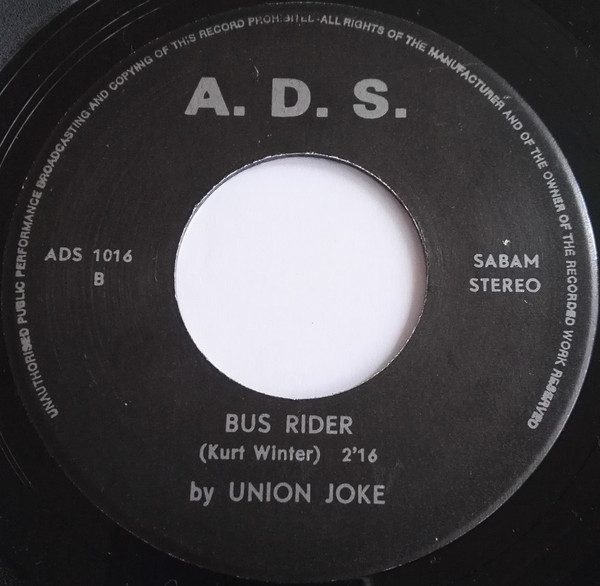 UNAUTHORISED PUBLIC PERFORMANCE BROADCASTING AND COPYING OF THIS RECORD PROHIBITED-ALL RIGHTS OF THE MANUFACTURER AND OF THE OWNER OF THE RECORDED WORK RESERVED
A. D. S.
ADS 1016
B
SABAM
STEREO
BUS RIDER
(Kurt Winter) 2'16
by UNION JOKE